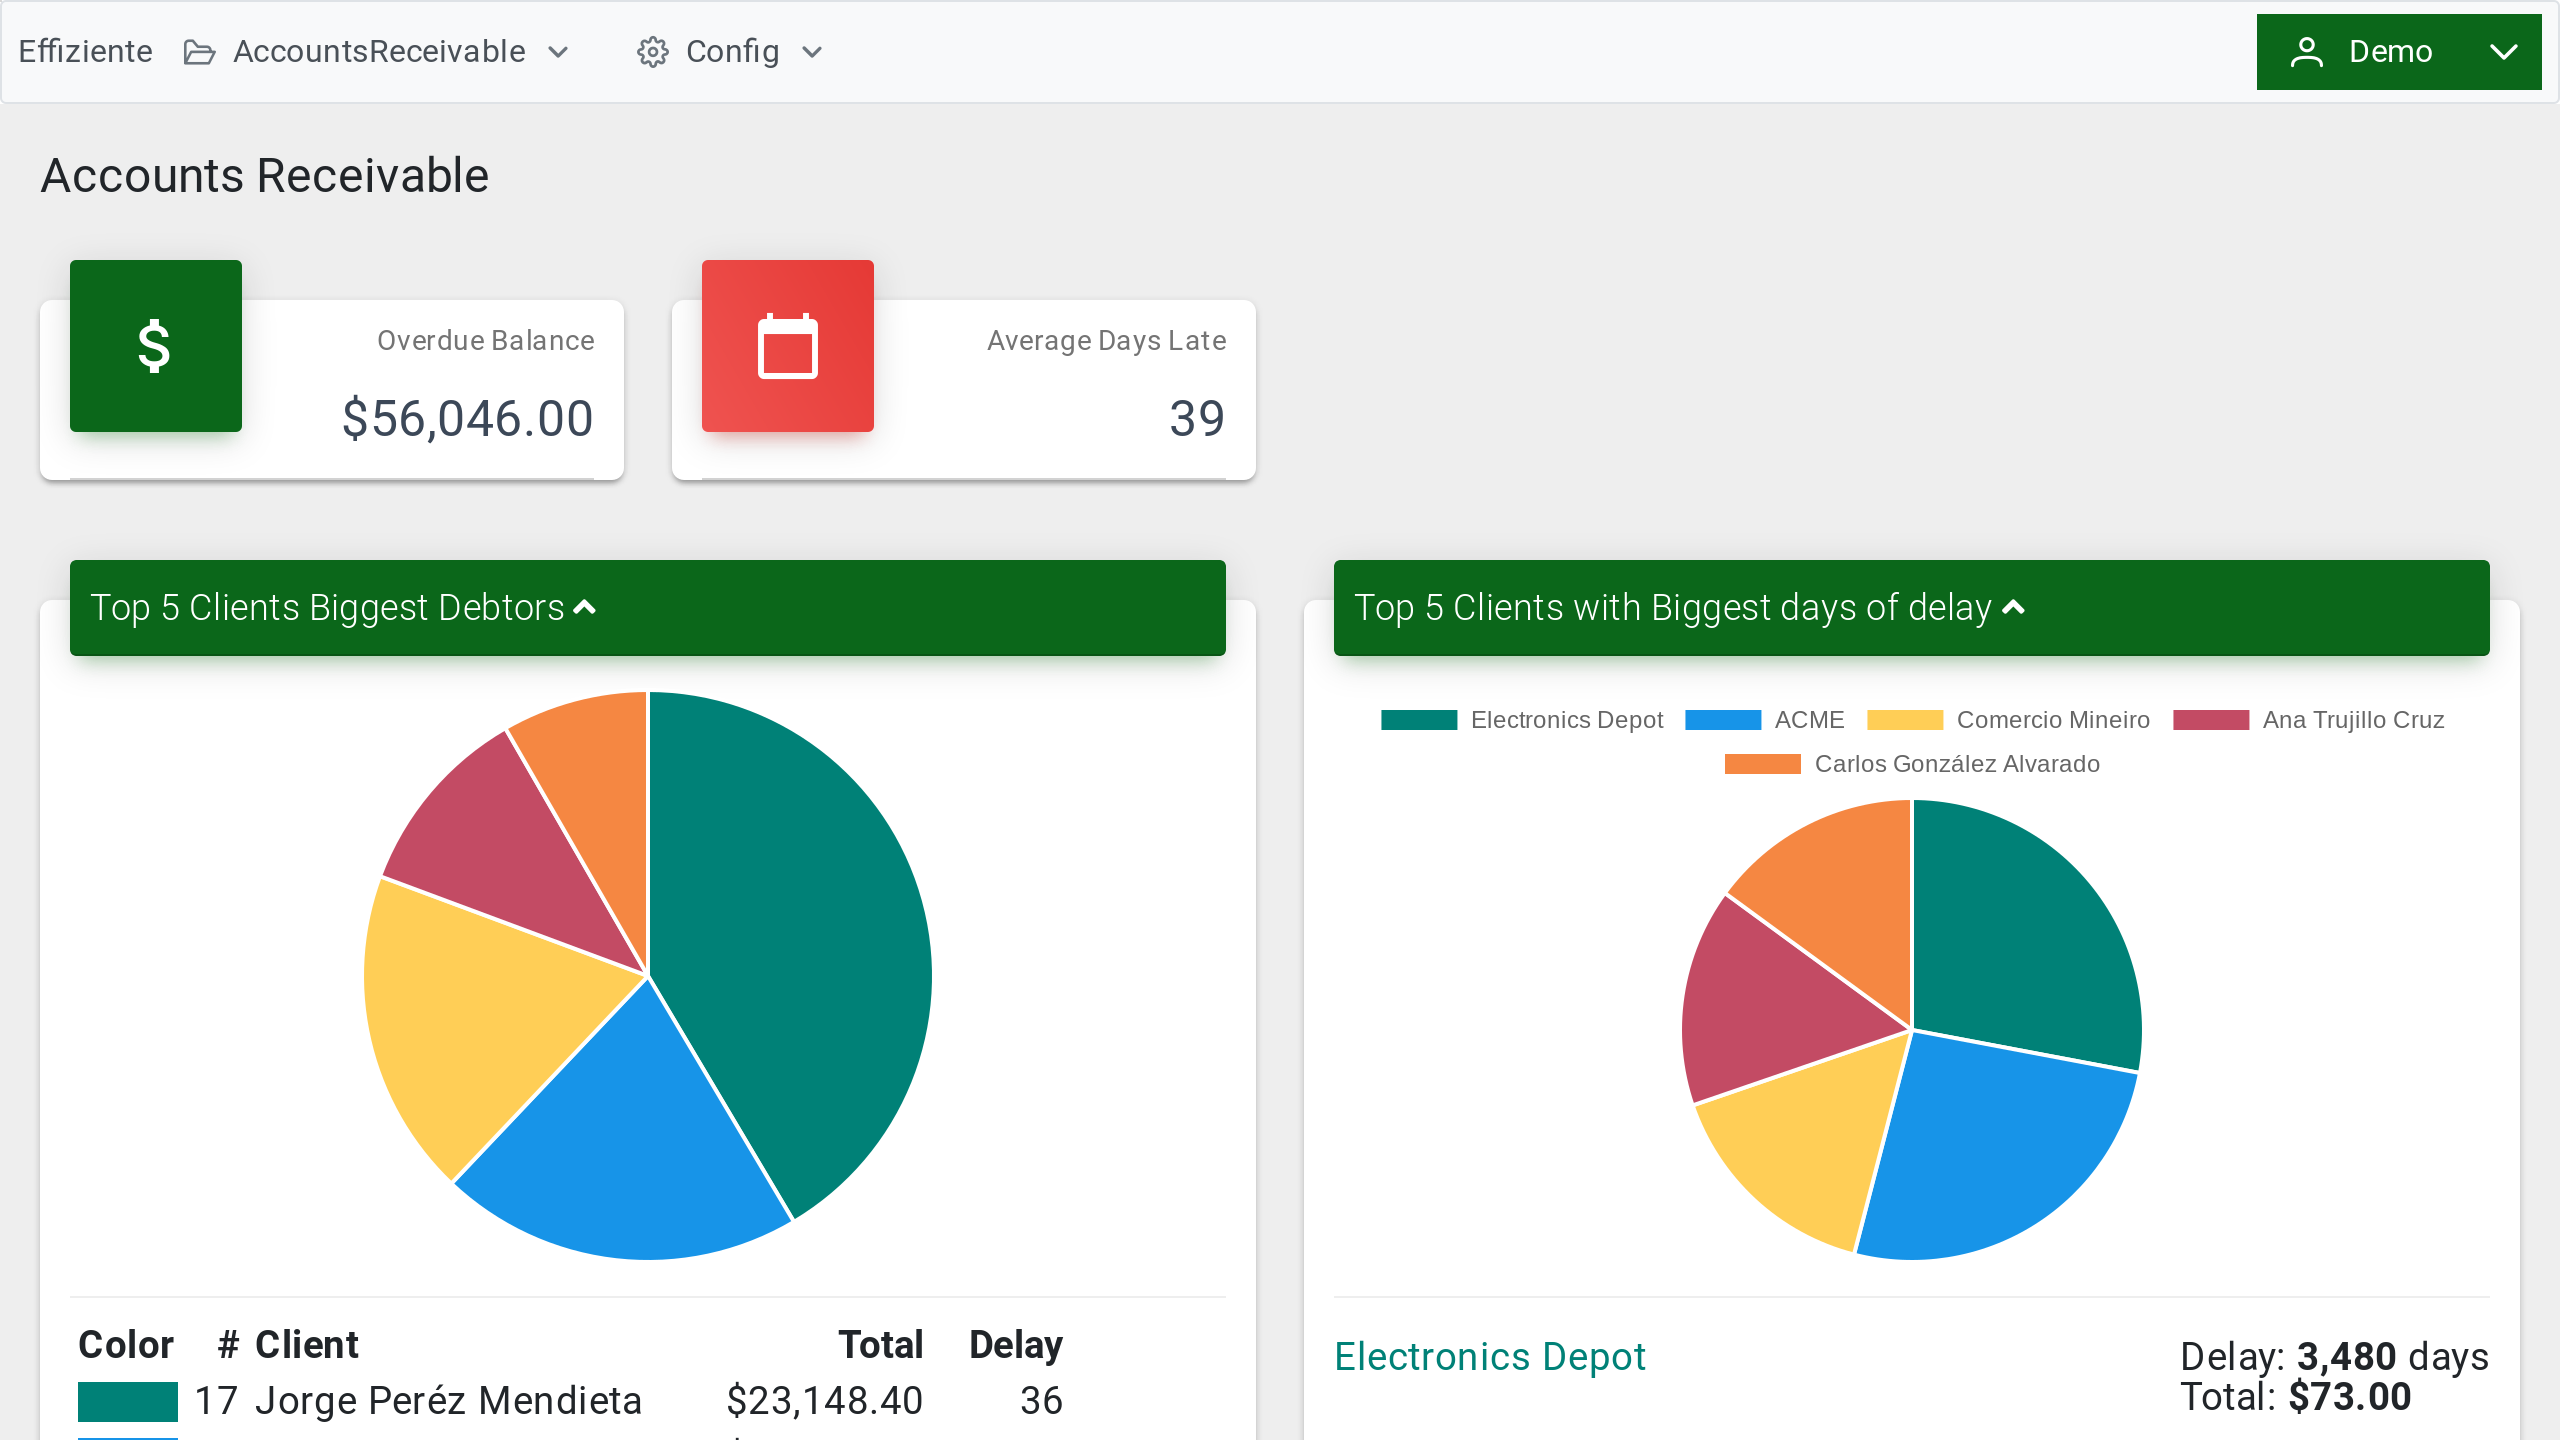 Effiziente AccountsReceivable Config Demo
Accounts Receivable
Overdue Balance
$56,046.00
Average Days Late
39
Top 5 Clients Biggest Debtors
Color # Client Total Delay
17 Jorge Peréz Mendieta $23,148.40 36
Top 5 Clients with Biggest days of delay
Electronics Depot ACME Comercio Mineiro Ana Trujillo Cruz
Carlos González Alvarado
Electronics Depot Delay: 3,480 days
Total: $73.00